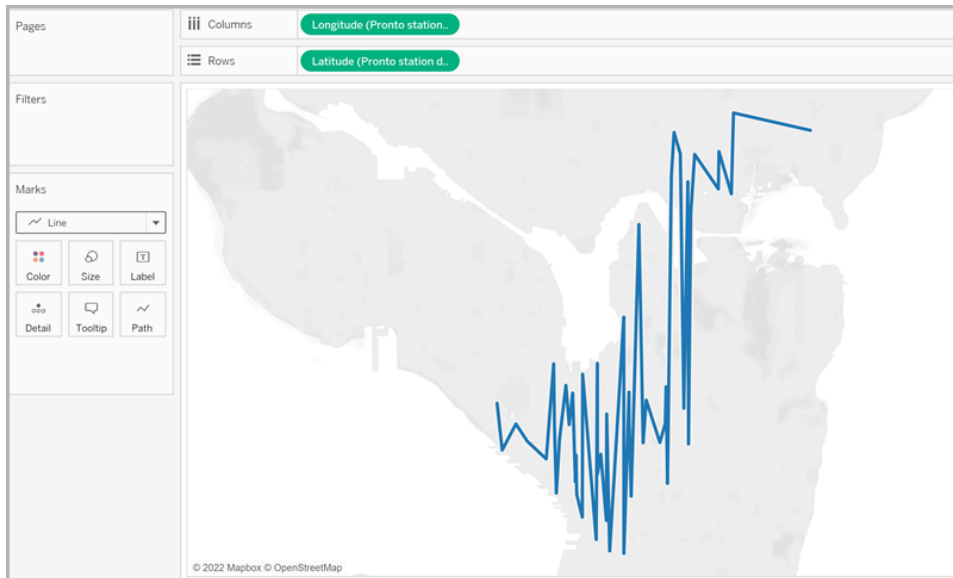 Pages
Columns
Longitude (Pronto station..
Rows
Latitude (Pronto station d..
Filters
Marks
Line
Color
Size
Label
Detail
Tooltip
Path
© 2022 Mapbox © OpenStreetMap